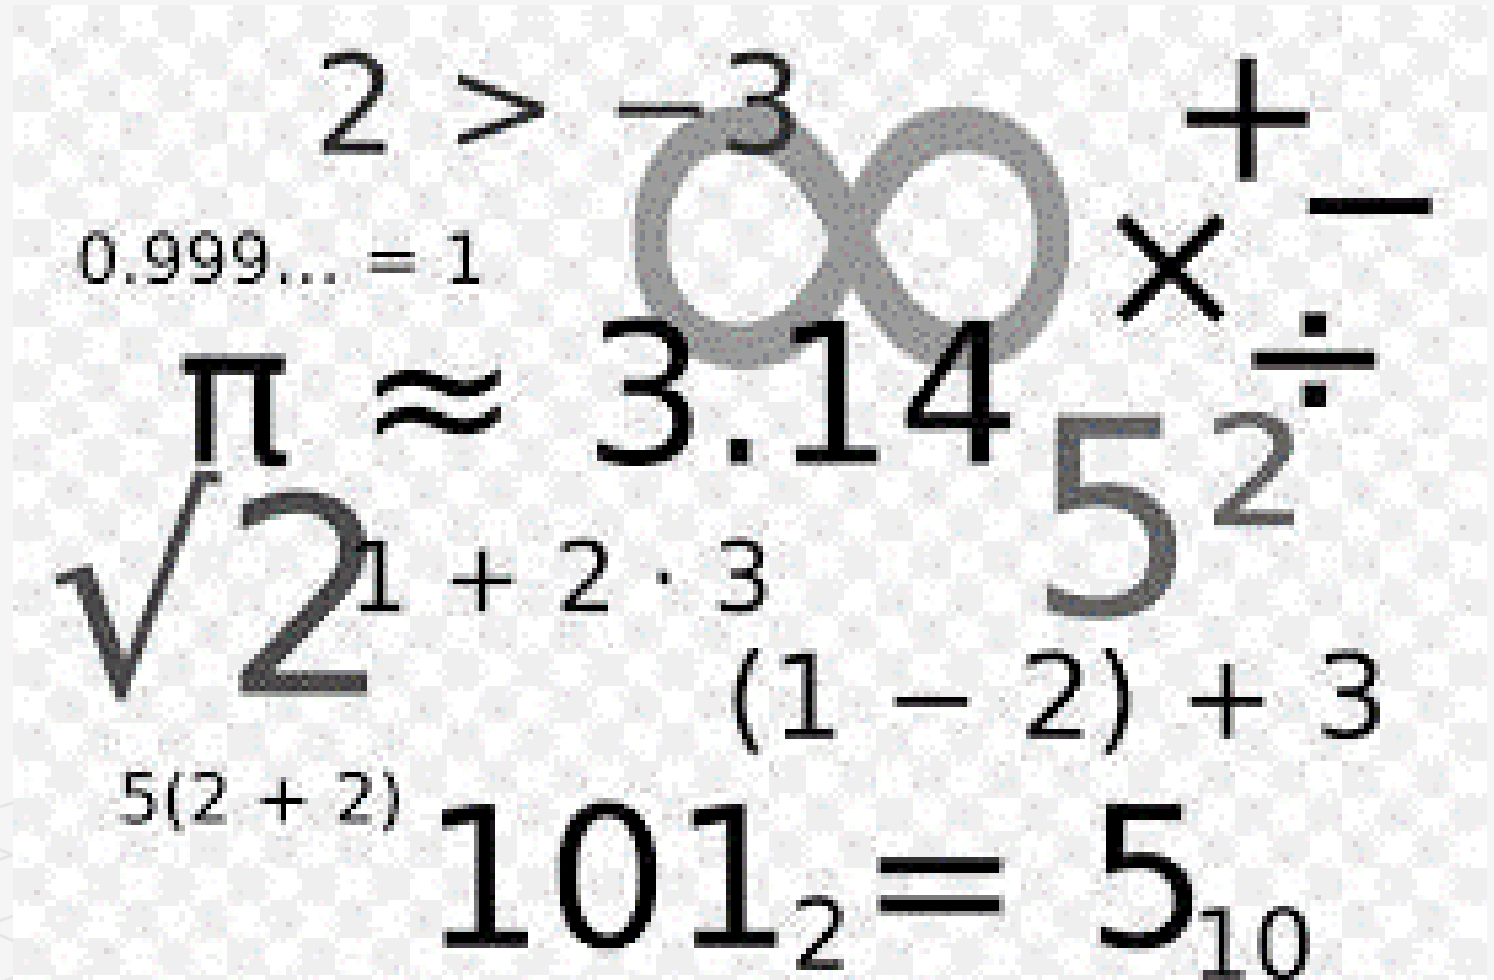 2 > −3
∞
+
−
×
÷
0.999... = 1
π ≈ 3.14
5²
√2
1 + 2 · 3
(1 − 2) + 3
5(2 + 2)
101₂ = 5₁₀